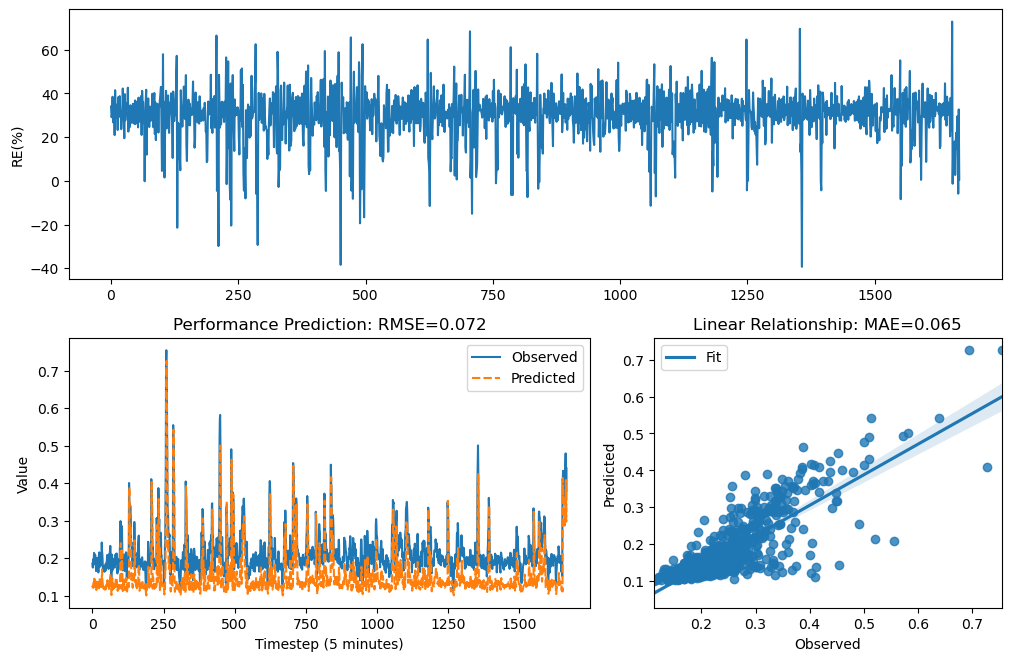 RE(%)
60
40
20
0
−20
−40
0 250 500 750 1000 1250 1500
Performance Prediction: RMSE=0.072
Value
0.7
0.6
0.5
0.4
0.3
0.2
0.1
Observed
Predicted
0 250 500 750 1000 1250 1500
Timestep (5 minutes)
Linear Relationship: MAE=0.065
Predicted
0.7
0.6
0.5
0.4
0.3
0.2
0.1
Fit
0.2 0.3 0.4 0.5 0.6 0.7
Observed